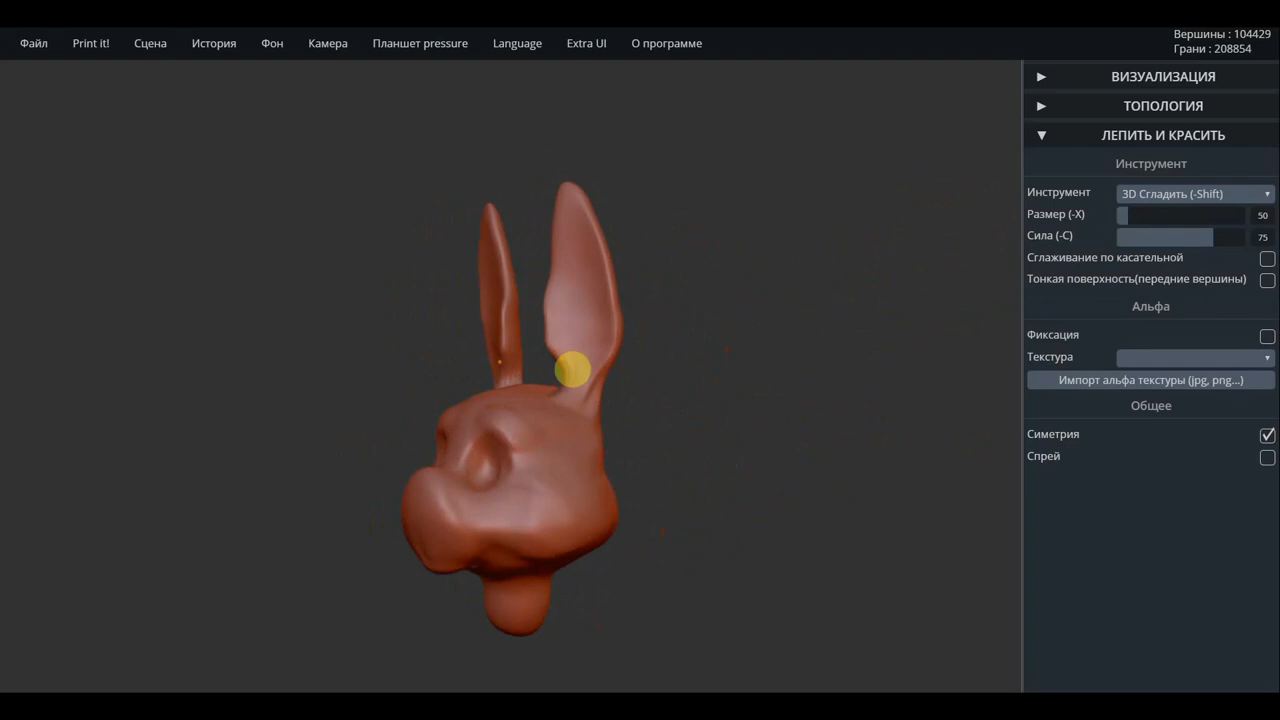 Файл Print it! Сцена История Фон Камера Планшет pressure Language Extra UI О программе
Вершины : 104429
Грани : 208854
▶ ВИЗУАЛИЗАЦИЯ
▶ ТОПОЛОГИЯ
▼ ЛЕПИТЬ И КРАСИТЬ
Инструмент
Инструмент 3D Сгладить (-Shift)
Размер (-X) 50
Сила (-C) 75
Сглаживание по касательной
Тонкая поверхность(передние вершины)
Альфа
Фиксация
Текстура
Импорт альфа текстуры (jpg, png...)
Общее
Симетрия
Спрей